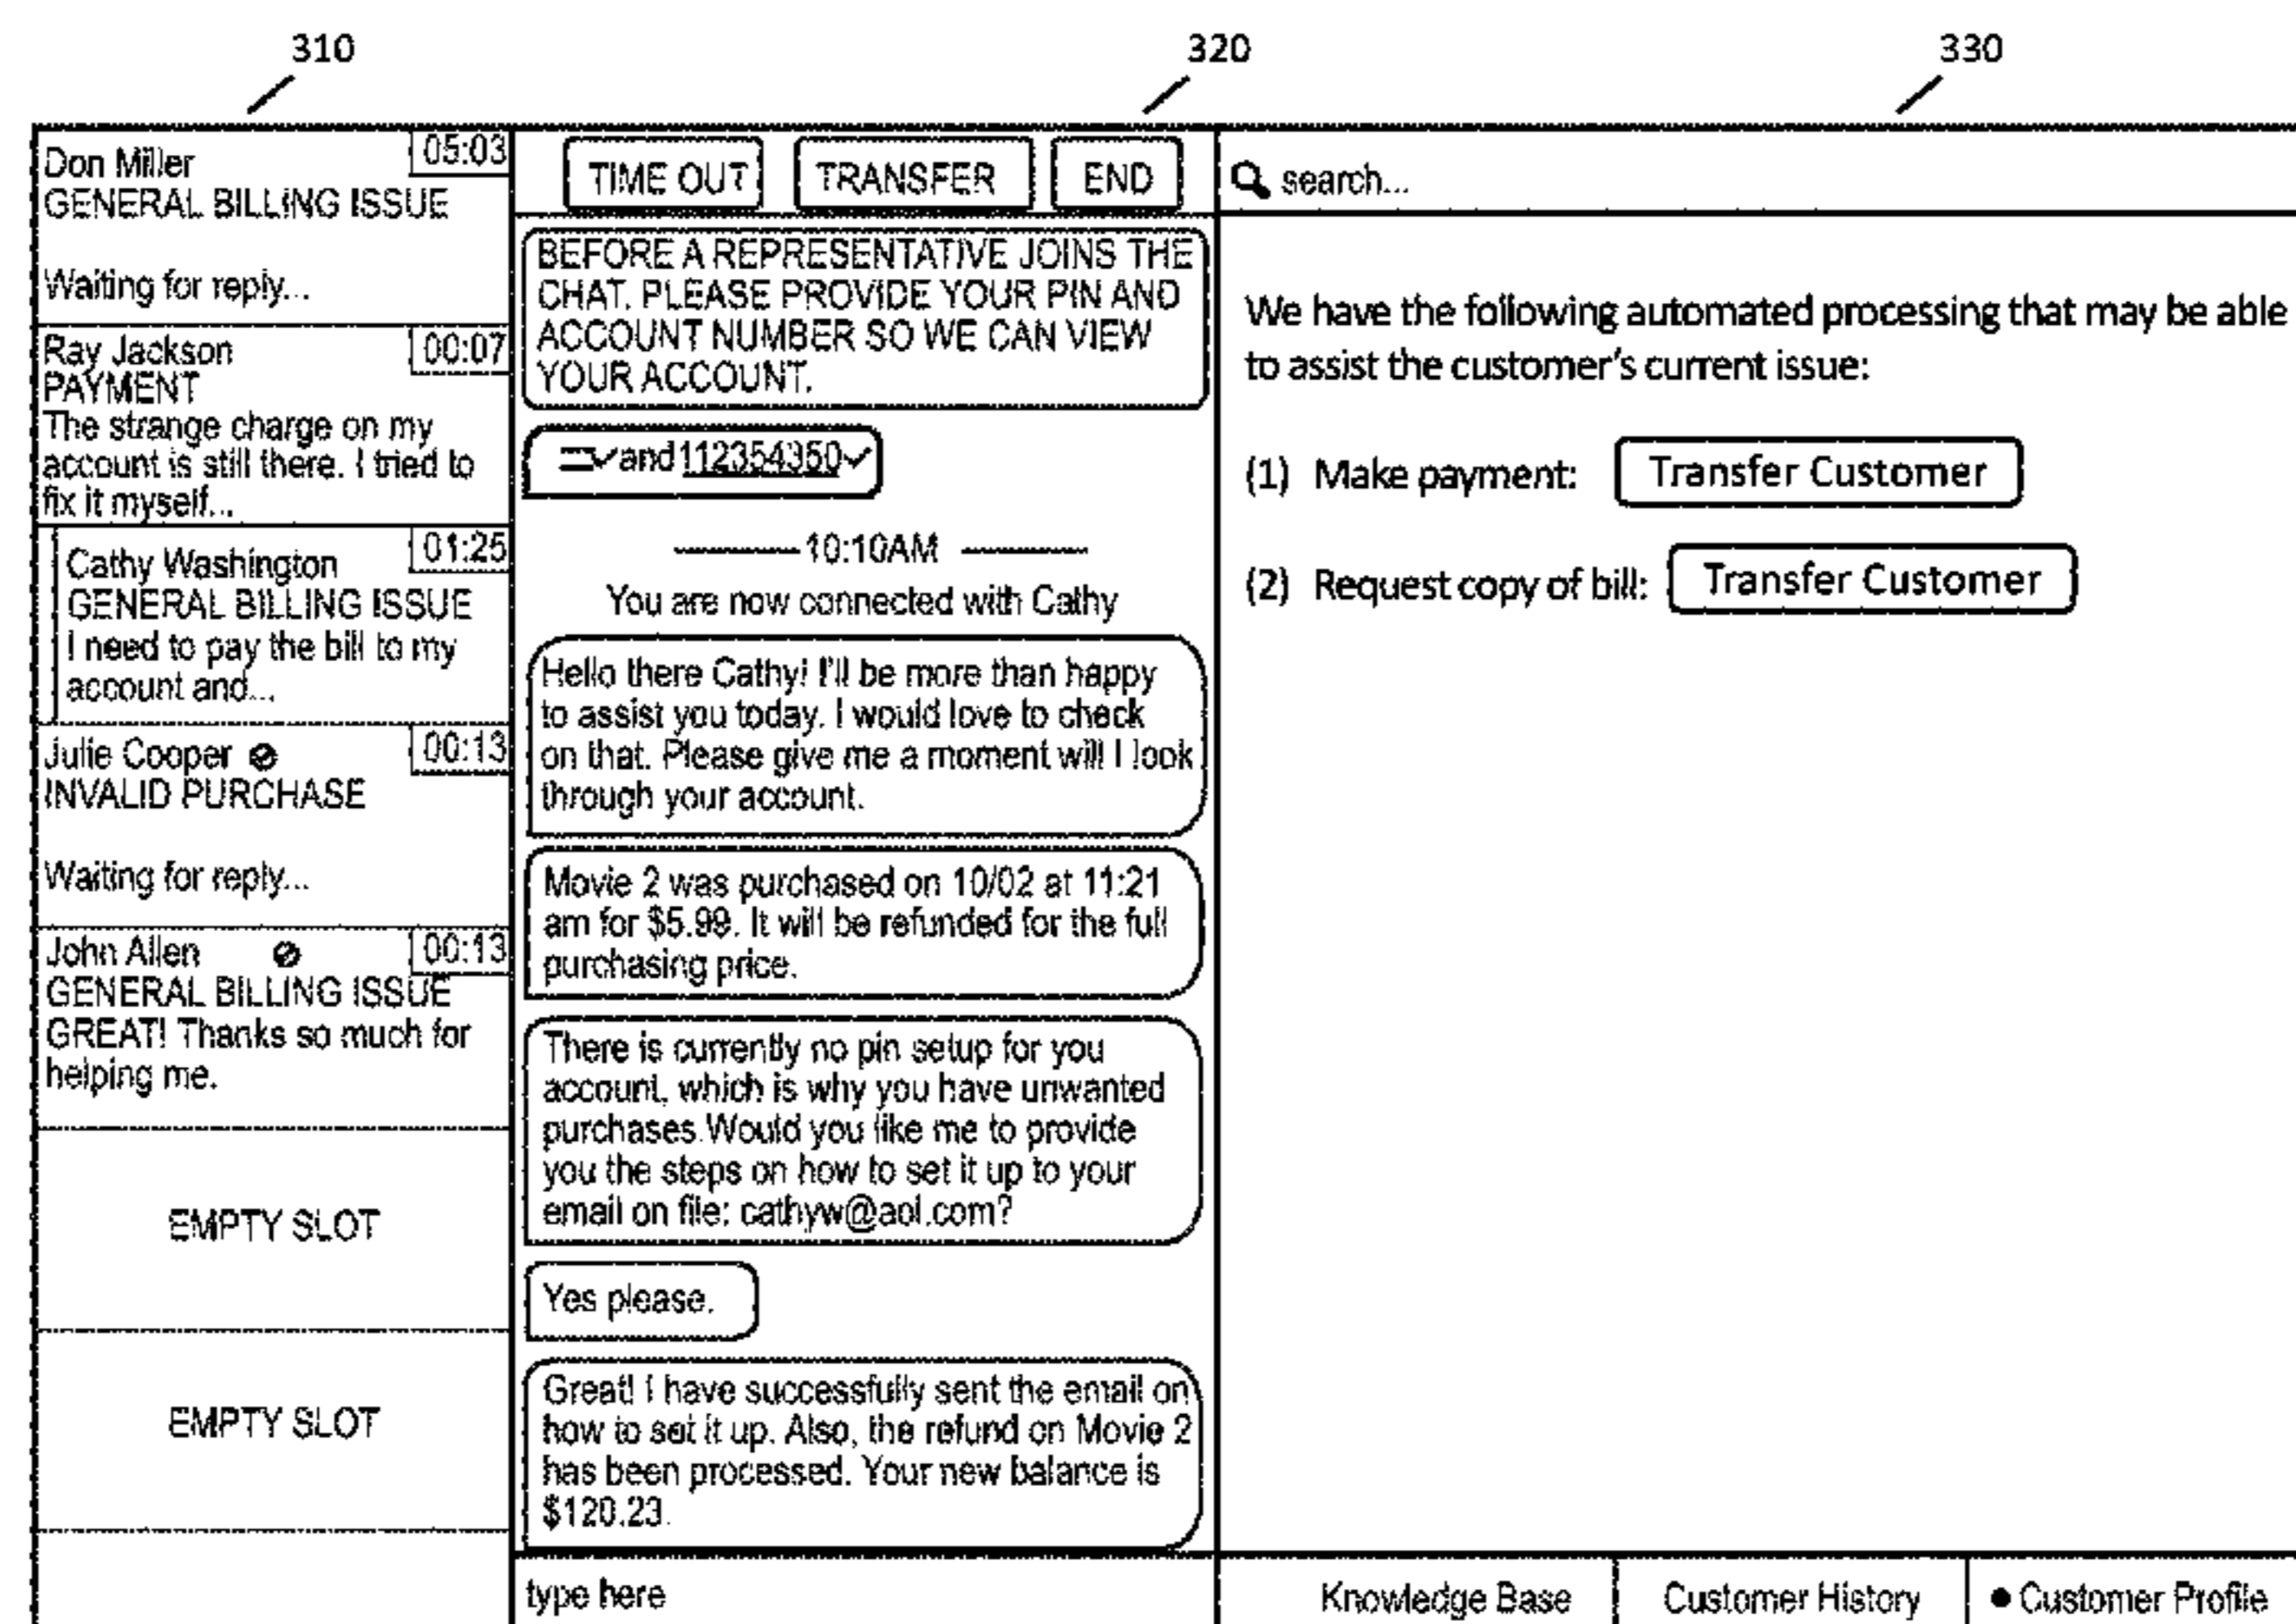 310
320
330
Don Miller
05:03
GENERAL BILLING ISSUE
Waiting for reply...
Ray Jackson
00:07
PAYMENT
The strange charge on my
account is still there. I tried to
fix it myself...
Cathy Washington
01:25
GENERAL BILLING ISSUE
I need to pay the bill to my
account and...
Julie Cooper
00:13
INVALID PURCHASE
Waiting for reply...
John Allen
00:13
GENERAL BILLING ISSUE
GREAT! Thanks so much for
helping me.
EMPTY SLOT
EMPTY SLOT
TIME OUT
TRANSFER
END
BEFORE A REPRESENTATIVE JOINS THE
CHAT. PLEASE PROVIDE YOUR PIN AND
ACCOUNT NUMBER SO WE CAN VIEW
YOUR ACCOUNT.
and 112354350
10:10AM
You are now connected with Cathy
Hello there Cathy! I'll be more than happy
to assist you today. I would love to check
on that. Please give me a moment will I look
through your account.
Movie 2 was purchased on 10/02 at 11:21
am for $5.99. It will be refunded for the full
purchasing price.
There is currently no pin setup for you
account, which is why you have unwanted
purchases.Would you like me to provide
you the steps on how to set it up to your
email on file: cathyw@aol.com?
Yes please.
Great! I have successfully sent the email on
how to set it up. Also, the refund on Movie 2
has been processed. Your new balance is
$120.23.
type here
search...
We have the following automated processing that may be able
to assist the customer's current issue:
(1) Make payment: Transfer Customer
(2) Request copy of bill: Transfer Customer
Knowledge Base
Customer History
● Customer Profile